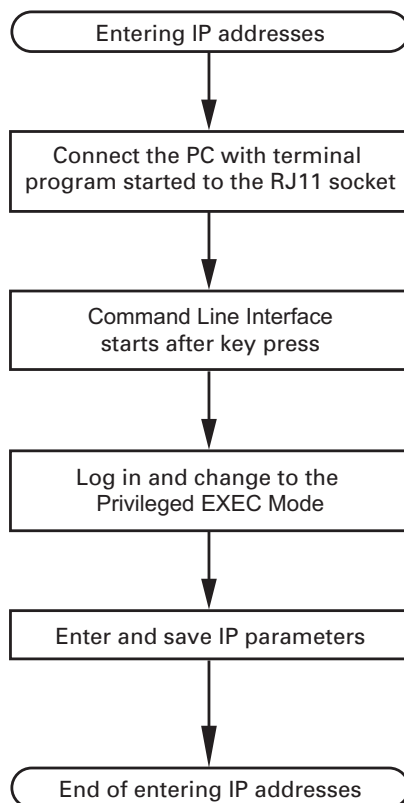 Entering IP addresses
Connect the PC with terminal
program started to the RJ11 socket
Command Line Interface
starts after key press
Log in and change to the
Privileged EXEC Mode
Enter and save IP parameters
End of entering IP addresses